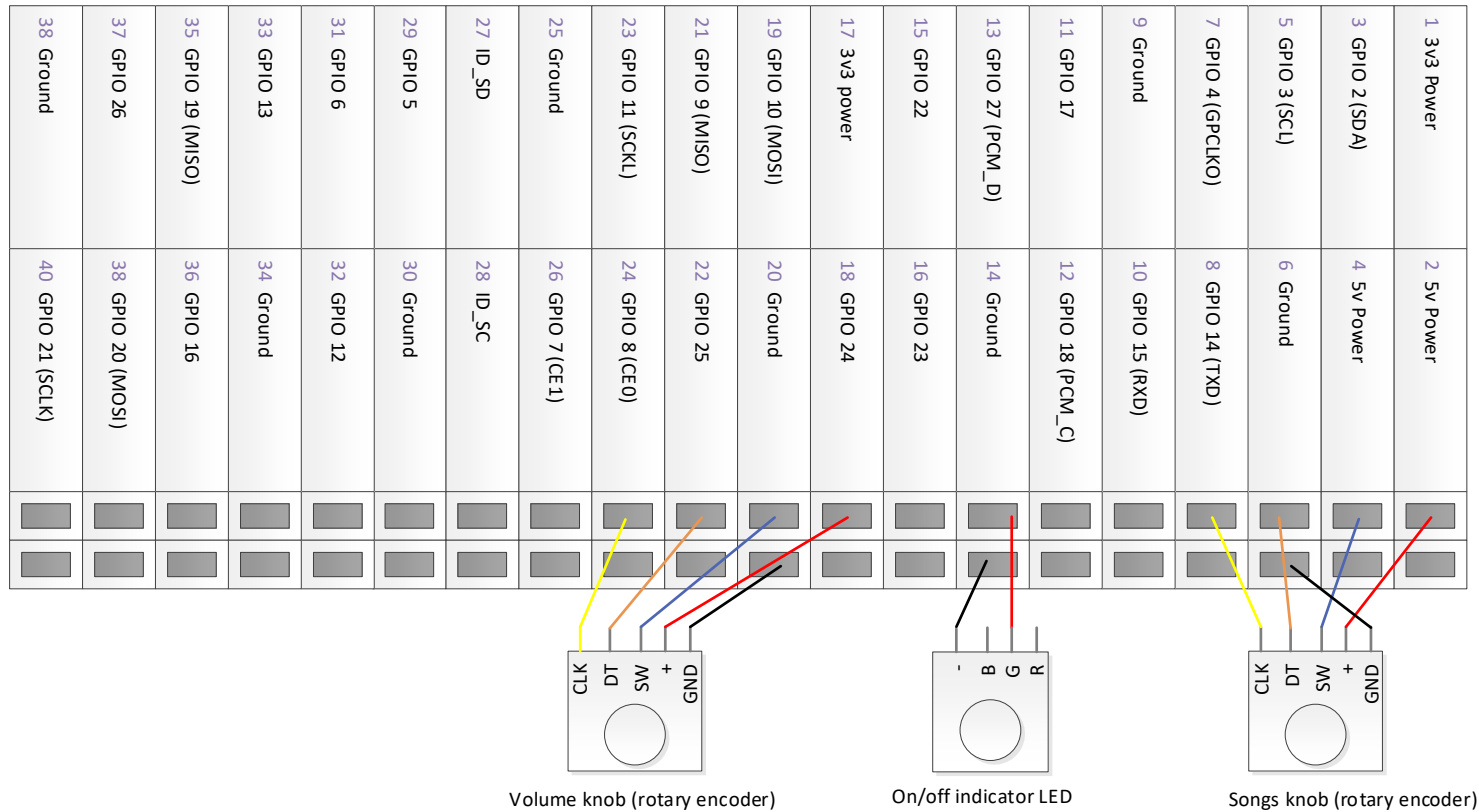 38 Ground
37 GPIO 26
35 GPIO 19 (MISO)
33 GPIO 13
31 GPIO 6
29 GPIO 5
27 ID_SD
25 Ground
23 GPIO 11 (SCKL)
21 GPIO 9 (MISO)
19 GPIO 10 (MOSI)
17 3v3 power
15 GPIO 22
13 GPIO 27 (PCM_D)
11 GPIO 17
9 Ground
7 GPIO 4 (GPCLKO)
5 GPIO 3 (SCL)
3 GPIO 2 (SDA)
1 3v3 Power
40 GPIO 21 (SCLK)
38 GPIO 20 (MOSI)
36 GPIO 16
34 Ground
32 GPIO 12
30 Ground
28 ID_SC
26 GPIO 7 (CE1)
24 GPIO 8 (CE0)
22 GPIO 25
20 Ground
18 GPIO 24
16 GPIO 23
14 Ground
12 GPIO 18 (PCM_C)
10 GPIO 15 (RXD)
8 GPIO 14 (TXD)
6 Ground
4 5v Power
2 5v Power
CLK
DT
SW
+
GND
-
B
G
R
CLK
DT
SW
+
GND
Volume knob (rotary encoder)
On/off indicator LED
Songs knob (rotary encoder)